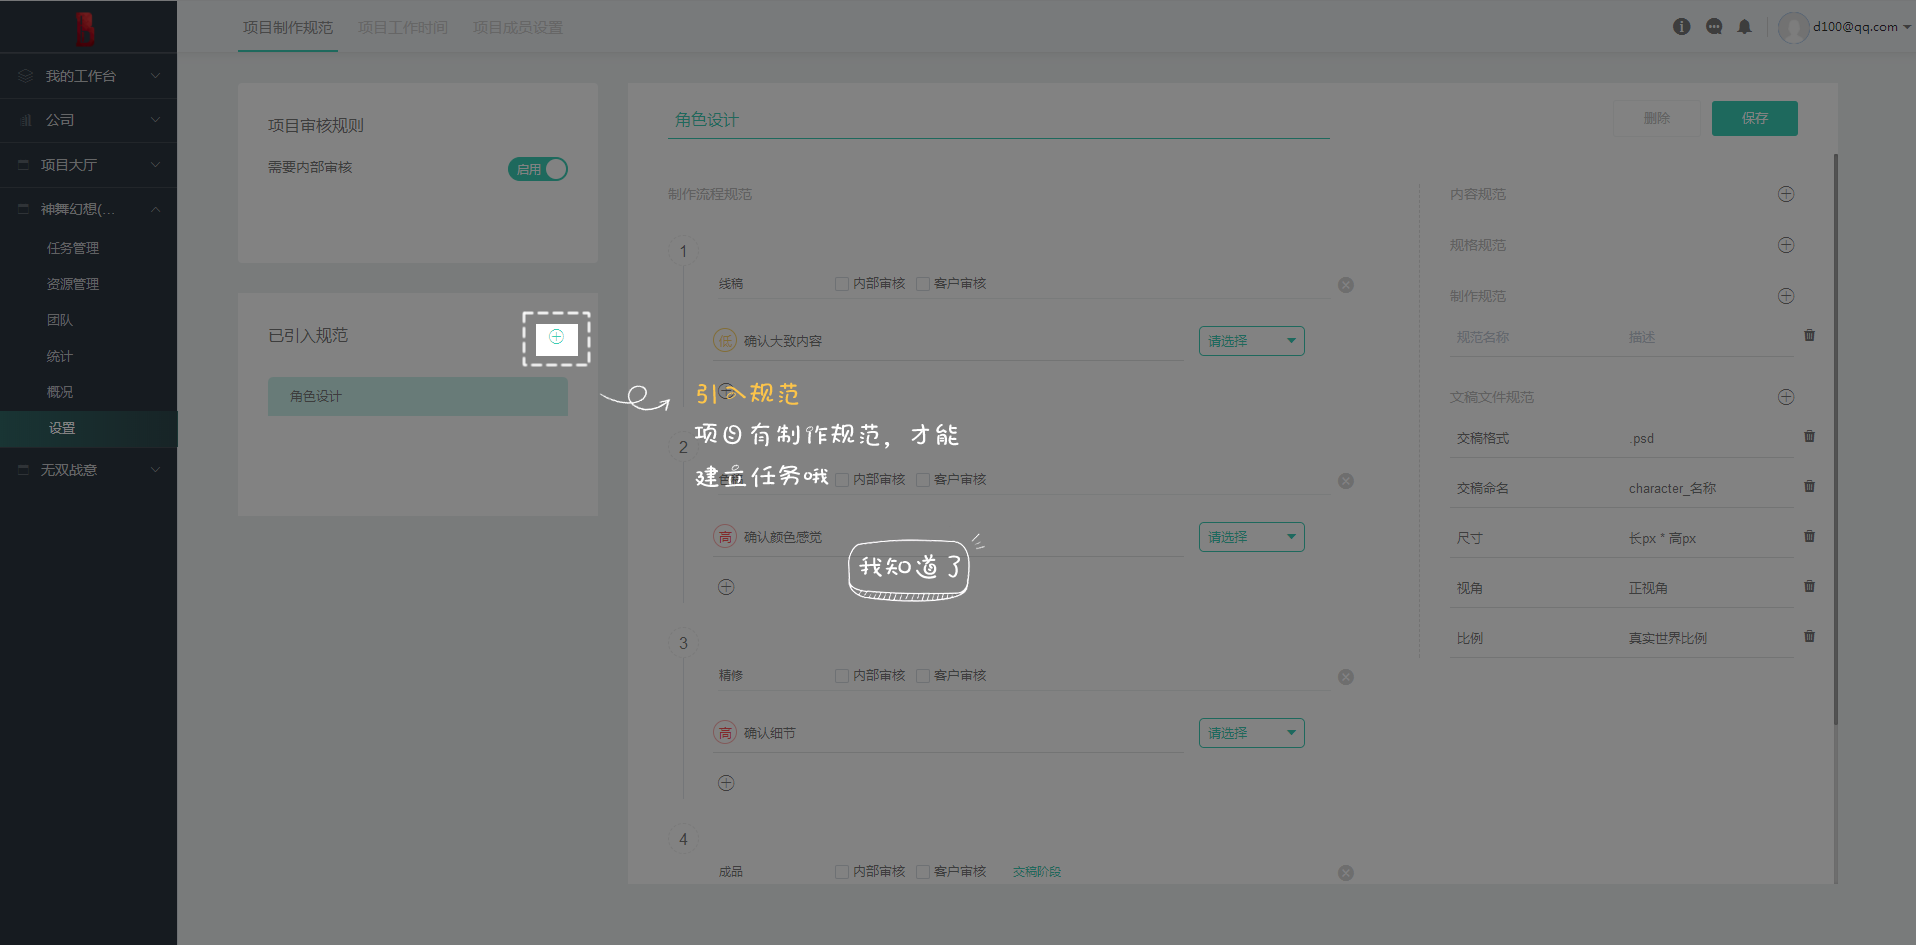 项目制作规范 项目工作时间 项目成员设置
d100@qq.com
我的工作台
公司
项目大厅
神舞幻想(...
任务管理
资源管理
团队
统计
概况
设置
无双战意
项目审核规则
需要内部审核 启用
已引入规范
角色设计
角色设计
删除 保存
制作流程规范
1
线稿 内部审核 客户审核
低 确认大致内容 请选择
引入规范
项目有制作规范，才能
建立任务哦
我知道了
2
内部审核 客户审核
高 确认颜色感觉 请选择
3
精修 内部审核 客户审核
高 确认细节 请选择
4
成品 内部审核 客户审核 交稿阶段
内容规范
规格规范
制作规范
规范名称 描述
文稿文件规范
交稿格式 .psd
交稿命名 character_名称
尺寸 长px * 高px
视角 正视角
比例 真实世界比例